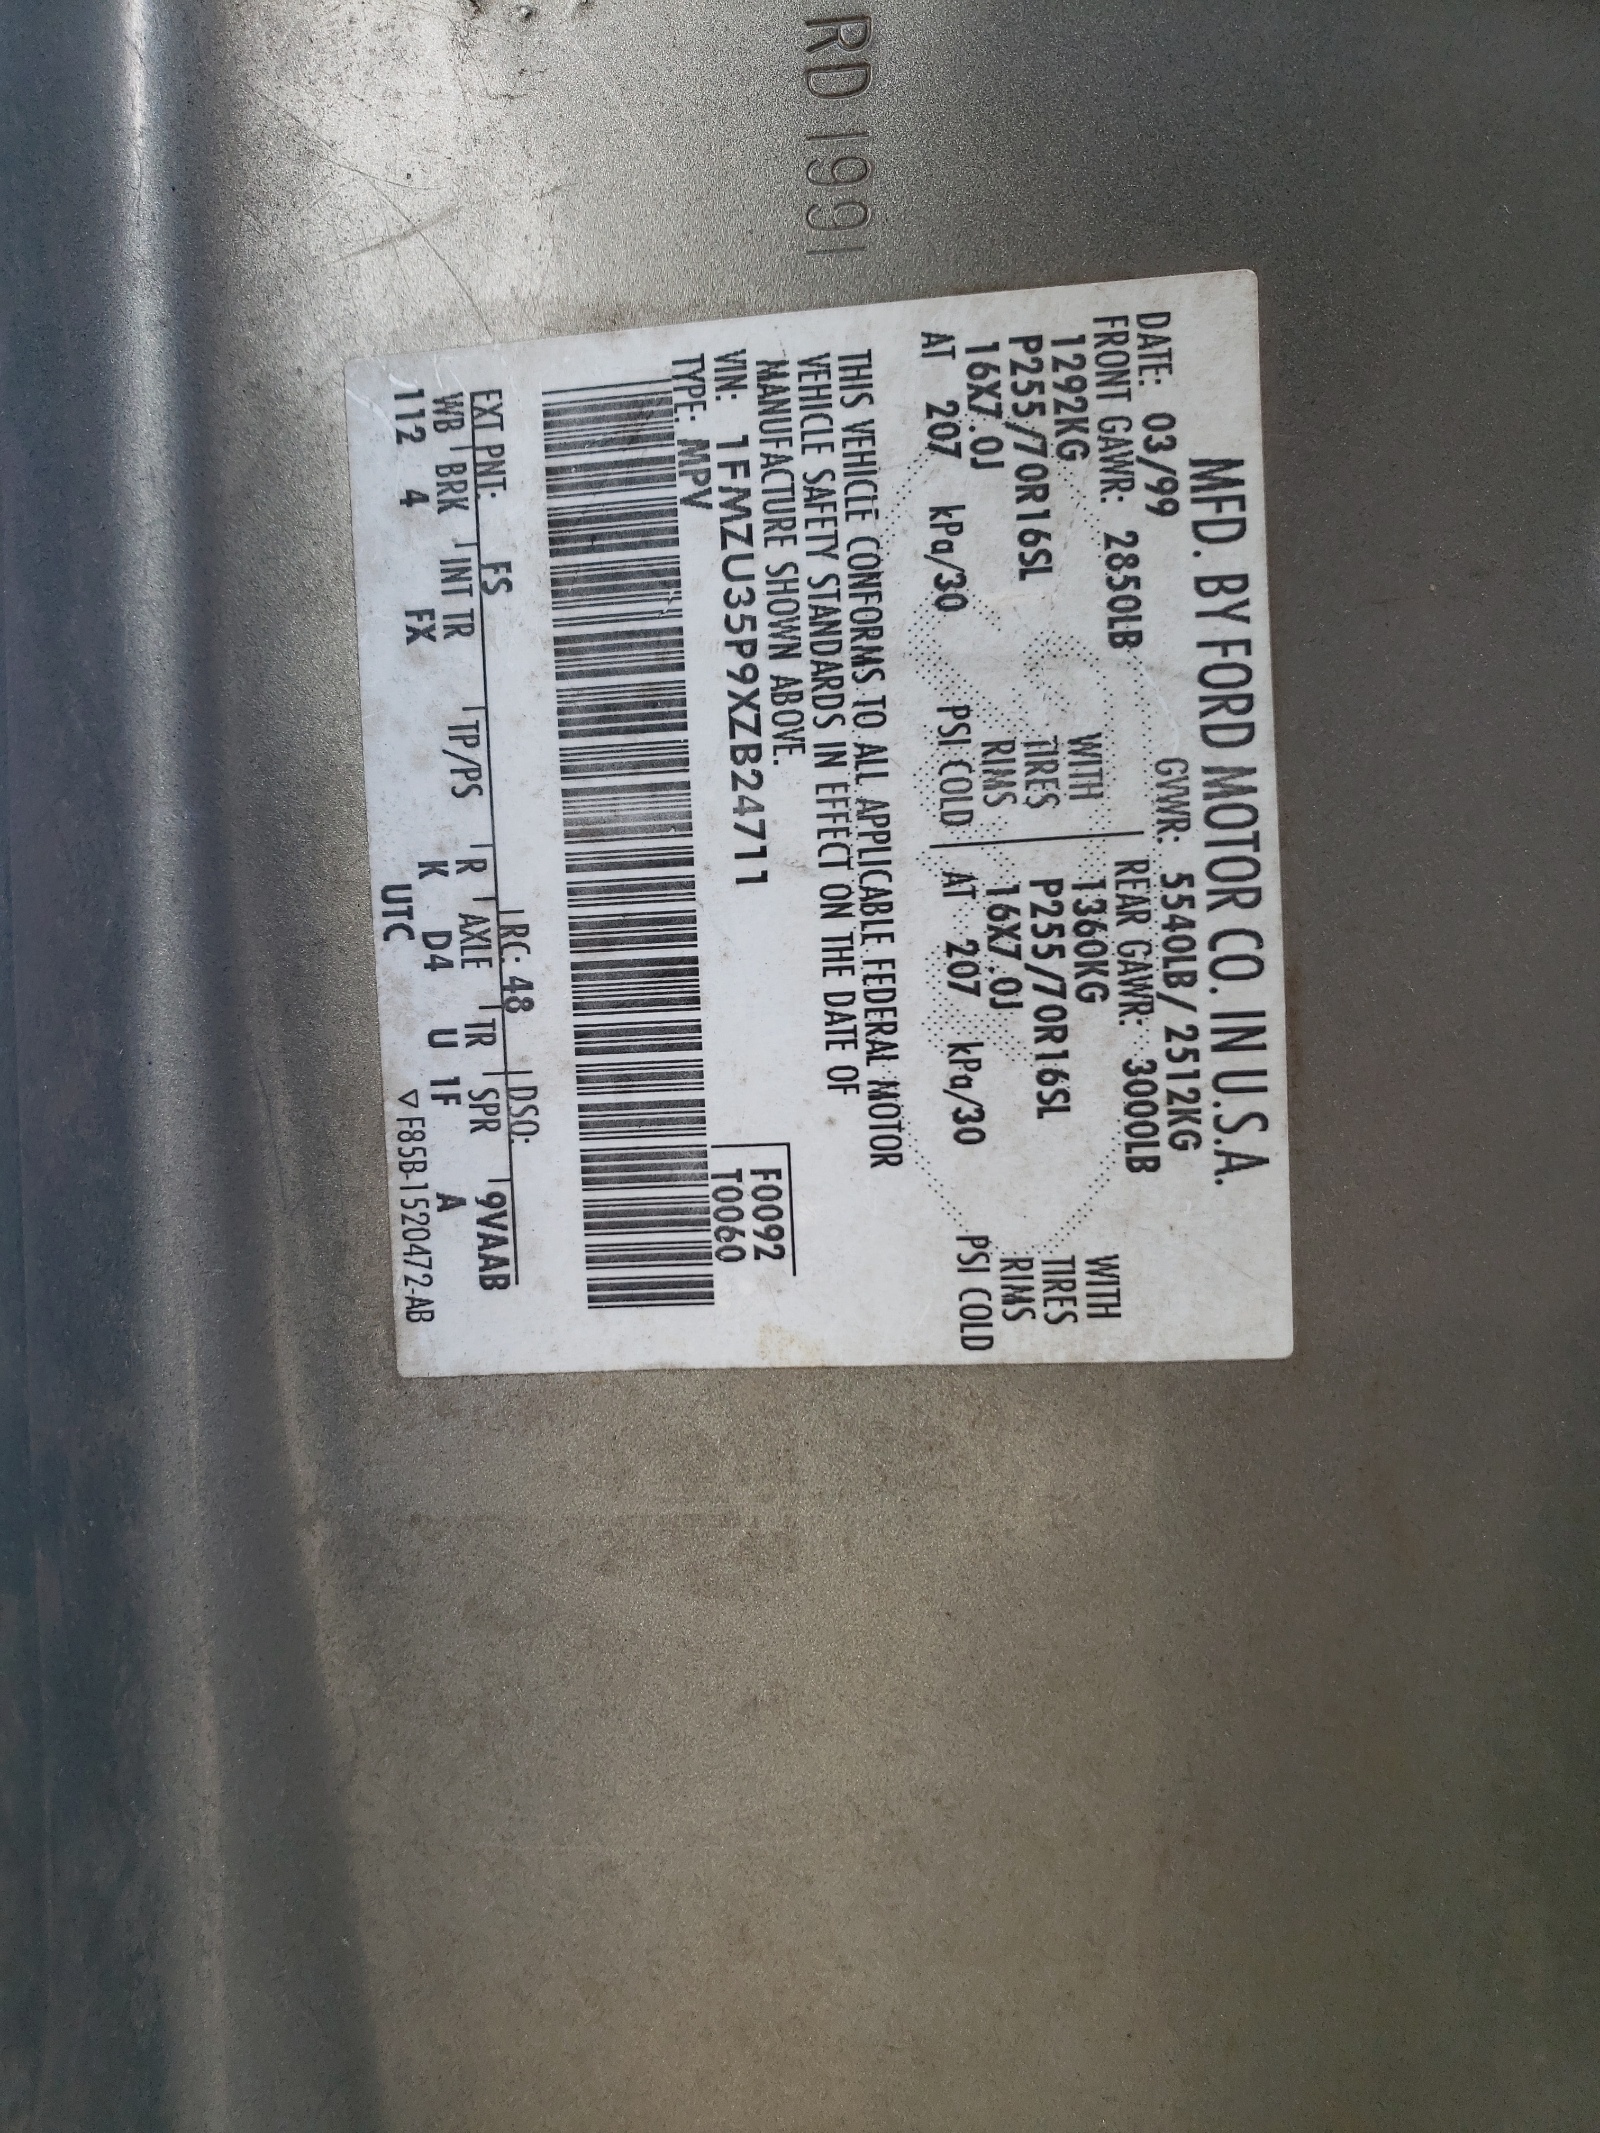 RD 1991
MFD. BY FORD MOTOR CO. IN U.S.A.
DATE: 03/99 GVWR: 5540LB/2512KG
FRONT GAWR: 2850LB REAR GAWR: 3000LB
1292KG WITH 1360KG WITH
P255/70R16SL TIRES P255/70R16SL TIRES
16X7.0J RIMS 16X7.0J RIMS
AT 207 kPa/30 PSI COLD AT 207 kPa/30 PSI COLD
THIS VEHICLE CONFORMS TO ALL APPLICABLE FEDERAL MOTOR
VEHICLE SAFETY STANDARDS IN EFFECT ON THE DATE OF
MANUFACTURE SHOWN ABOVE.
VIN: 1FMZU35P9XZB24711 F0092
TYPE: MPV T0060
EXT PNT: FS RC: 48 DSO:
WB BRK INT TR TP/PS R AXLE TR SPR 9VAAB
112 4 FX K D4 U 1F A
UTC ▽F85B-1520472-AB